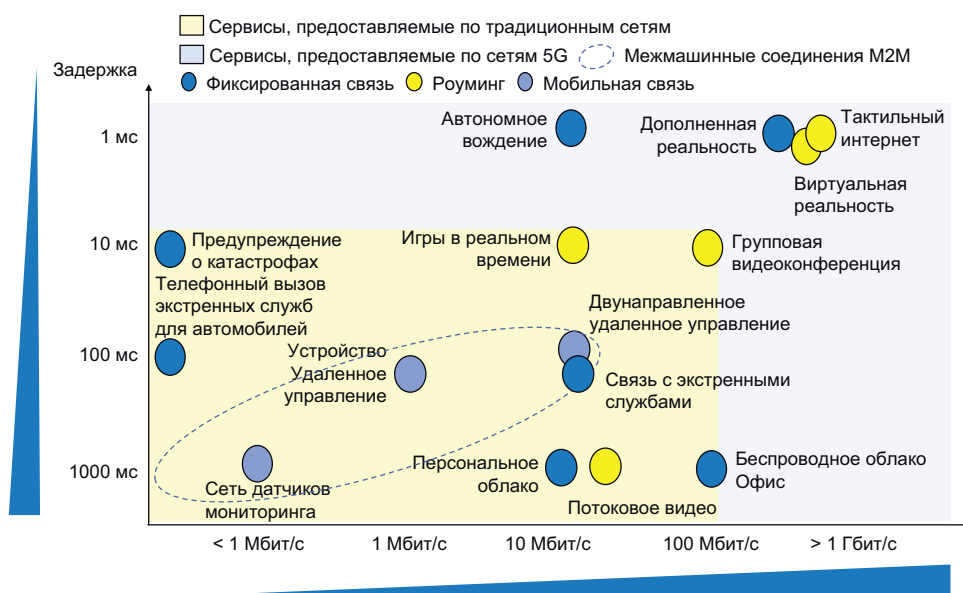 Сервисы, предоставляемые по традиционным сетям
Сервисы, предоставляемые по сетям 5G
Межмашинные соединения M2M
Задержка
Фиксированная связь
Роуминг
Мобильная связь
1 мс
Автономное
вождение
Дополненная
реальность
Тактильный
интернет
Виртуальная
реальность
10 мс
Предупреждение
о катастрофах
Игры в реальном
времени
Групповая
видеоконференция
Телефонный вызов
экстренных служб
для автомобилей
Двунаправленное
удаленное управление
100 мс
Устройство
Удаленное
управление
Связь с экстренными
службами
1000 мс
Сеть датчиков
мониторинга
Персональное
облако
Потоковое видео
Беспроводное облако
Офис
< 1 Мбит/с
1 Мбит/с
10 Мбит/с
100 Мбит/с
> 1 Гбит/с